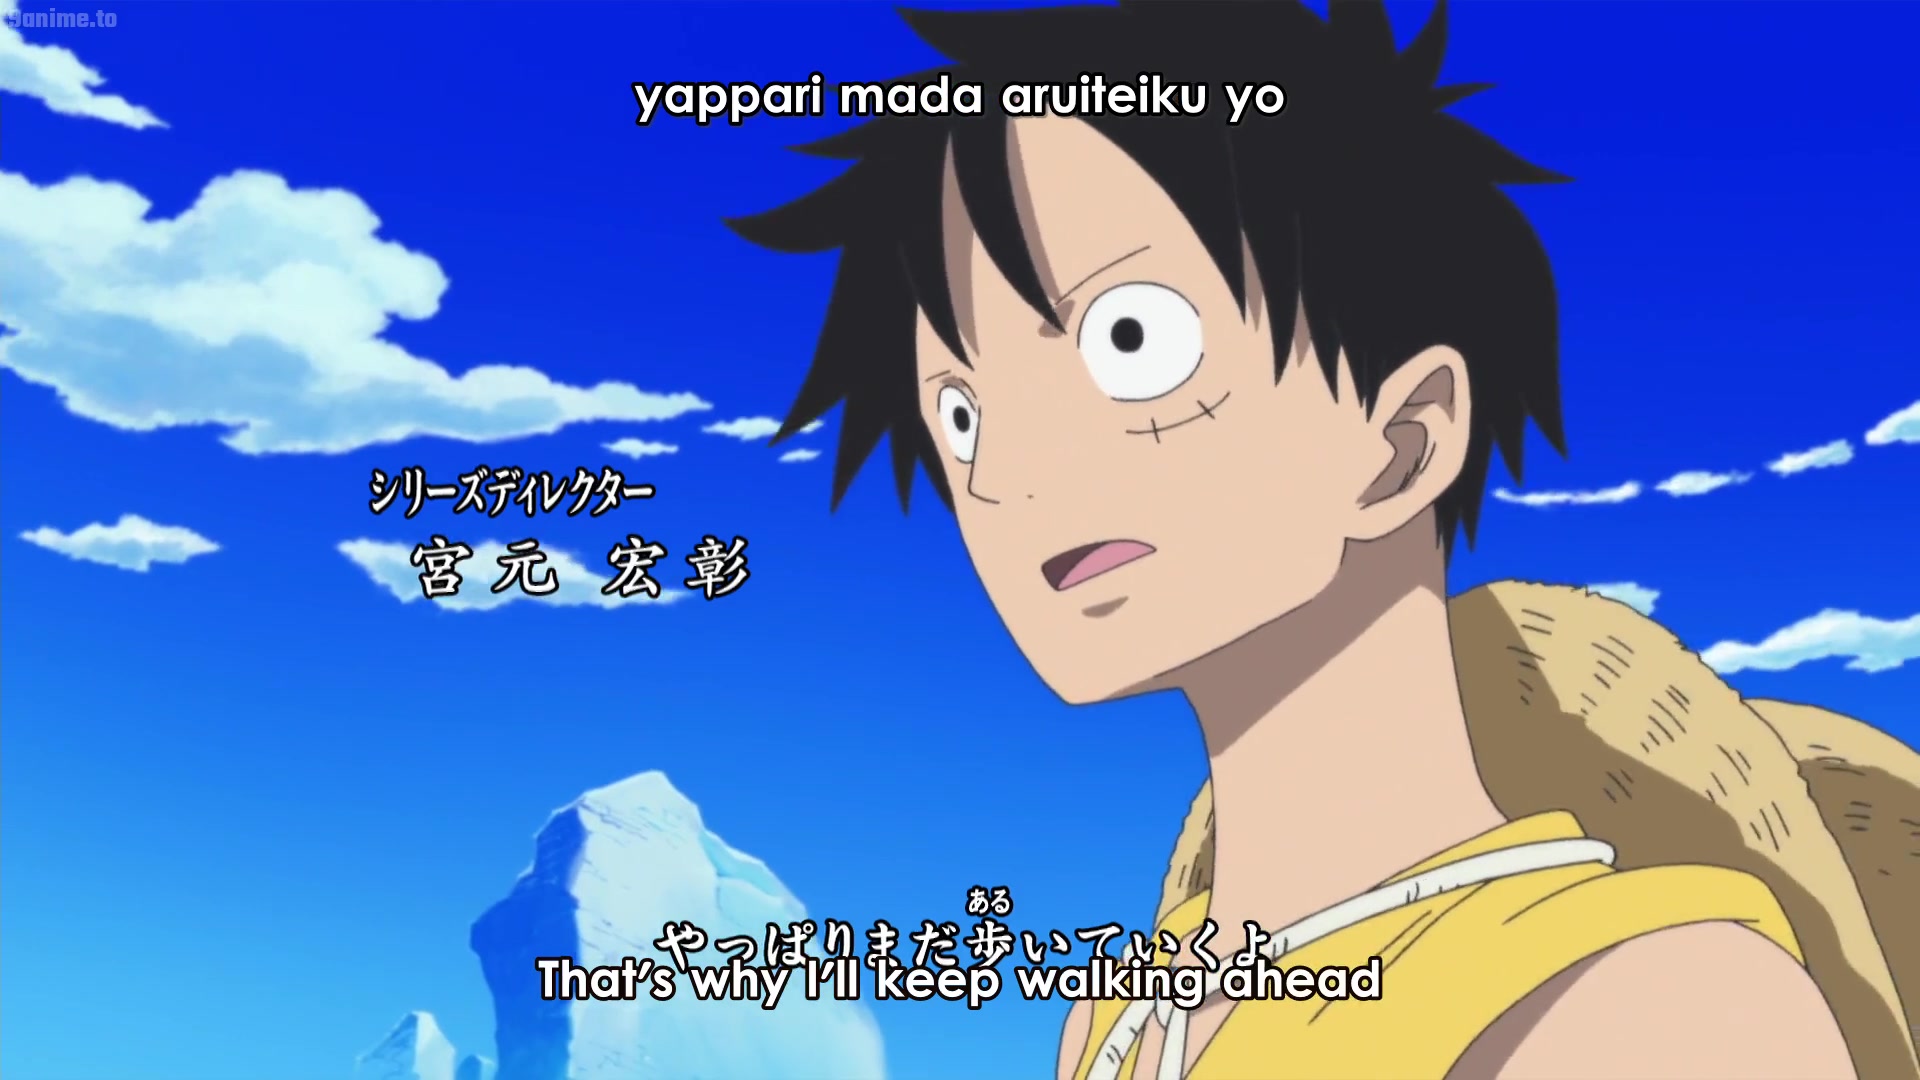 9anime.to
yappari mada aruiteiku yo
シリーズディレクター
宮元 宏彰
ある
やっぱりまだ歩いていくよ
That's why I'll keep walking ahead